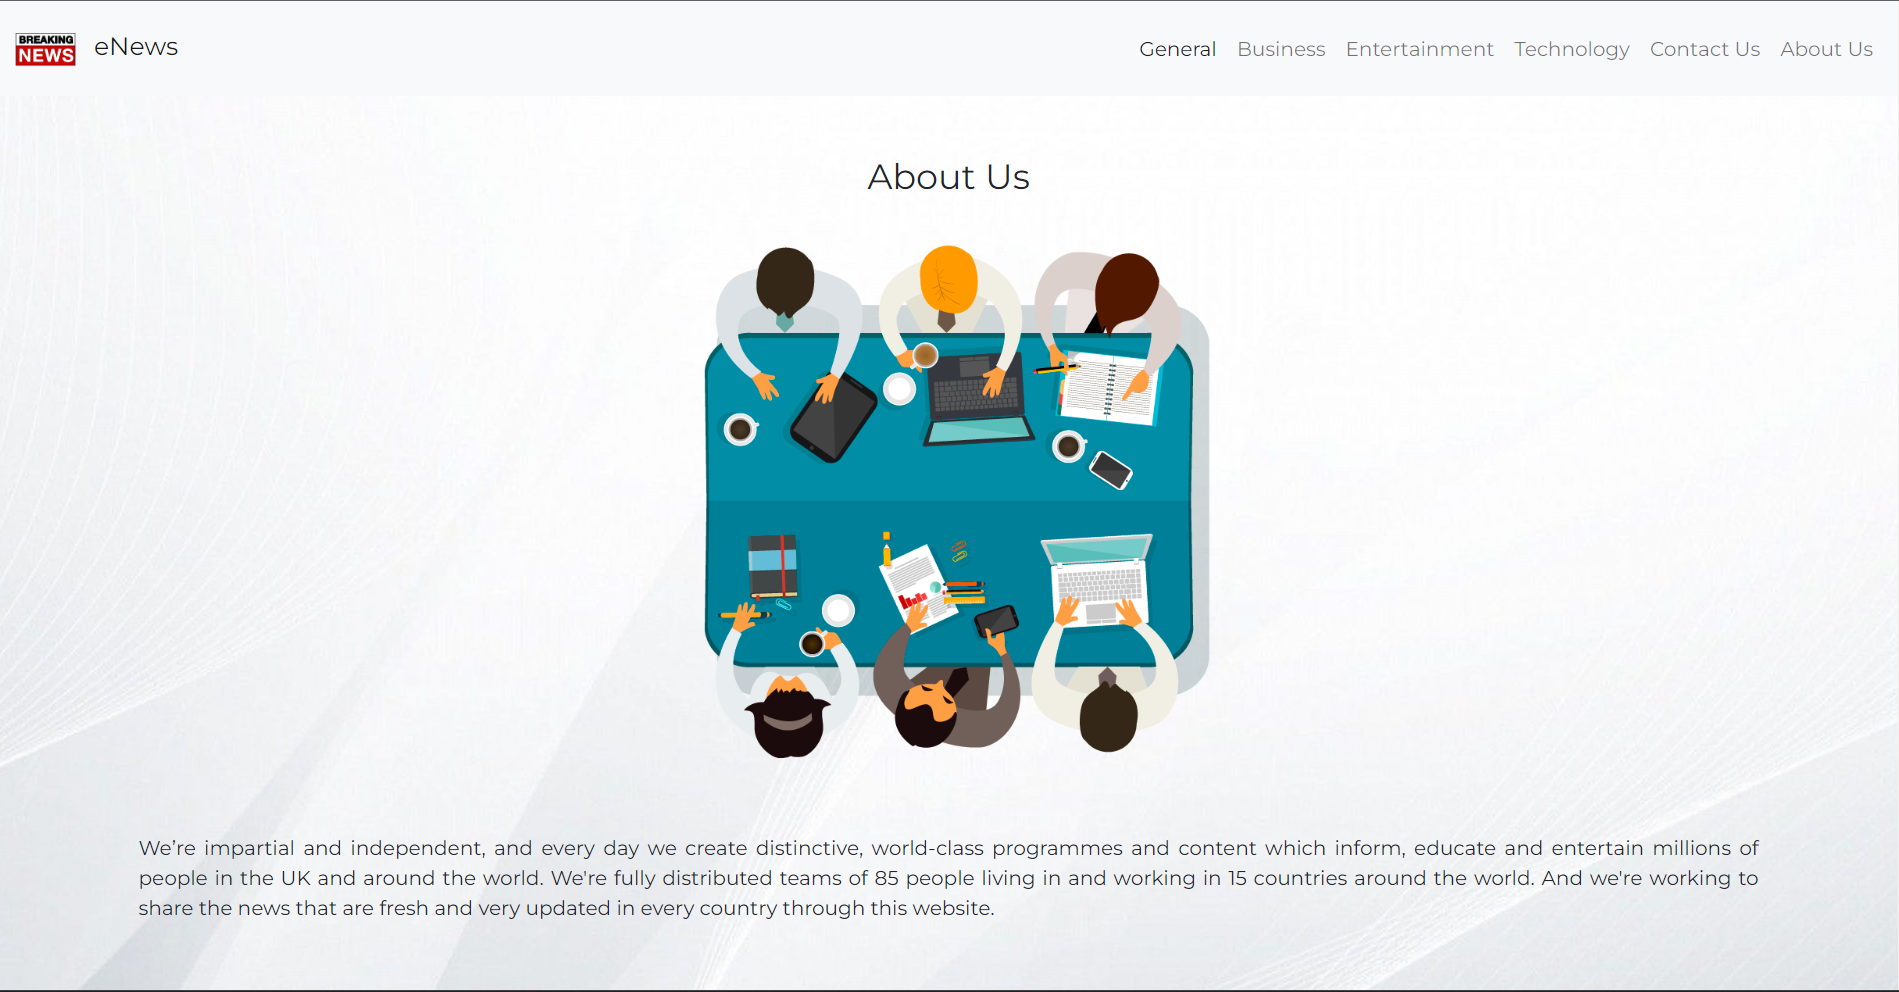 BREAKING
NEWS
eNews
General Business Entertainment Technology Contact Us About Us
About Us
We’re impartial and independent, and every day we create distinctive, world-class programmes and content which inform, educate and entertain millions of
people in the UK and around the world. We're fully distributed teams of 85 people living in and working in 15 countries around the world. And we're working to
share the news that are fresh and very updated in every country through this website.